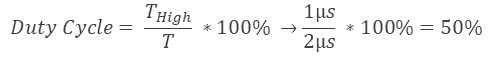 Duty Cycle = T_High / T * 100% → 1µs / 2µs * 100% = 50%